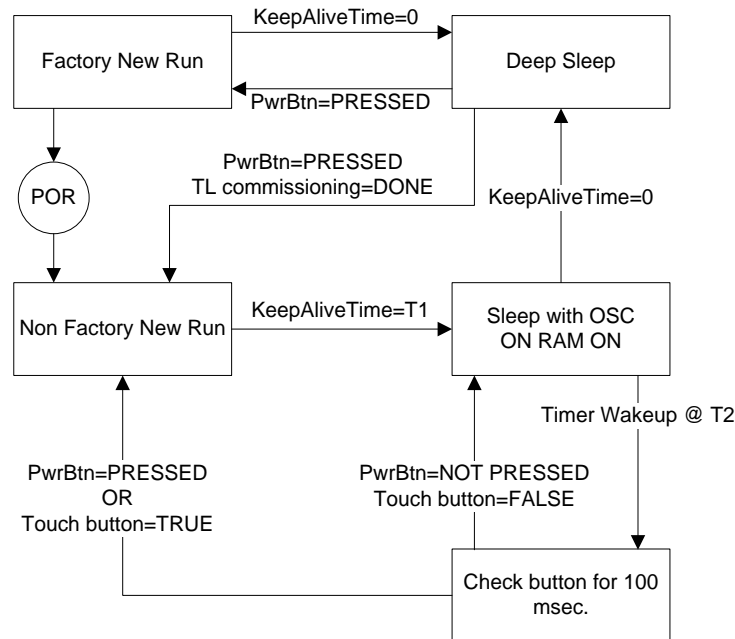 KeepAliveTime=0
Factory New Run
Deep Sleep
PwrBtn=PRESSED
PwrBtn=PRESSED
TL commissioning=DONE
POR
KeepAliveTime=0
Non Factory New Run
KeepAliveTime=T1
Sleep with OSC
ON RAM ON
Timer Wakeup @ T2
PwrBtn=PRESSED
OR
Touch button=TRUE
PwrBtn=NOT PRESSED
Touch button=FALSE
Check button for 100
msec.